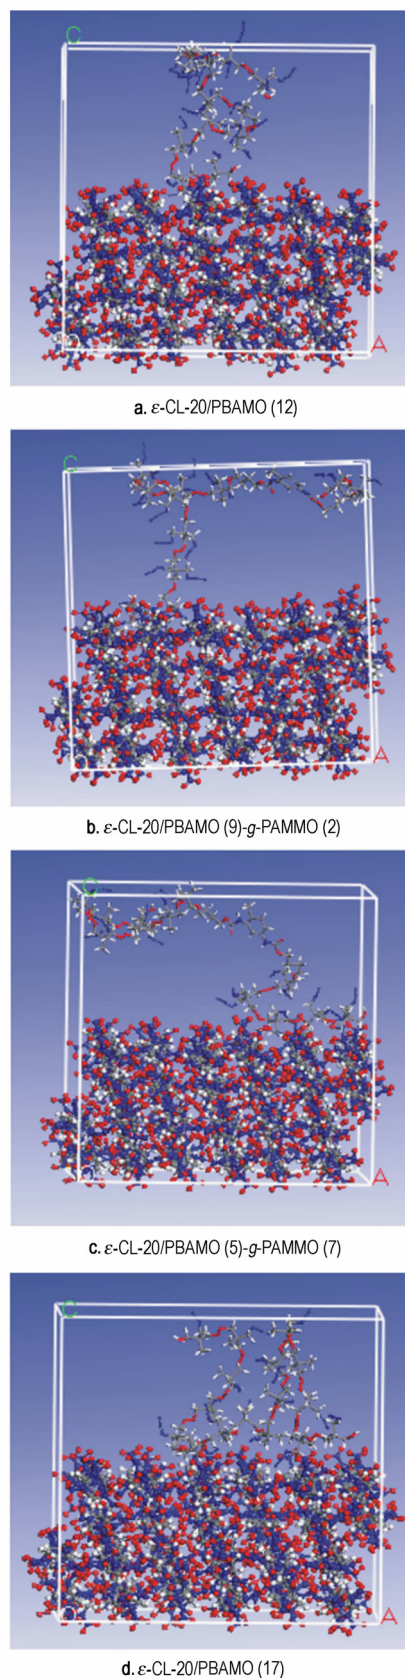 C
O
A
a. ε-CL-20/PBAMO (12)
C
A
b. ε-CL-20/PBAMO (9)-g-PAMMO (2)
C
O
A
c. ε-CL-20/PBAMO (5)-g-PAMMO (7)
C
O
A
d. ε-CL-20/PBAMO (17)